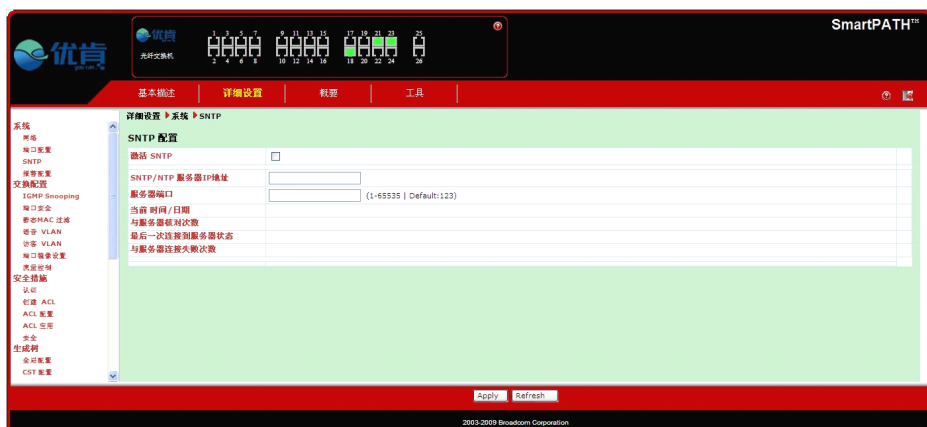 SmartPATH™
优肯
优肯
光纤交换机
1 3 5 7 9 11 13 15 17 19 21 23 25
2 4 6 8 10 12 14 16 18 20 22 24 26
基本描述 详细设置 概要 工具
详细设置 系统 SNTP
SNTP 配置
激活 SNTP
SNTP/NTP 服务器IP地址
服务器端口 (1-65535 | Default:123)
当前 时间/日期
与服务器核对次数
最后一次连接到服务器状态
与服务器连接失败次数
系统
网络
端口配置
SNTP
报警配置
交换配置
IGMP Snooping
端口安全
静态MAC 过滤
语音 VLAN
访客 VLAN
端口镜像设置
流量控制
安全措施
认证
创建 ACL
ACL 配置
ACL 应用
安全
生成树
全局配置
CST 配置
Apply Refresh
2003-2009 Broadcom Corporation